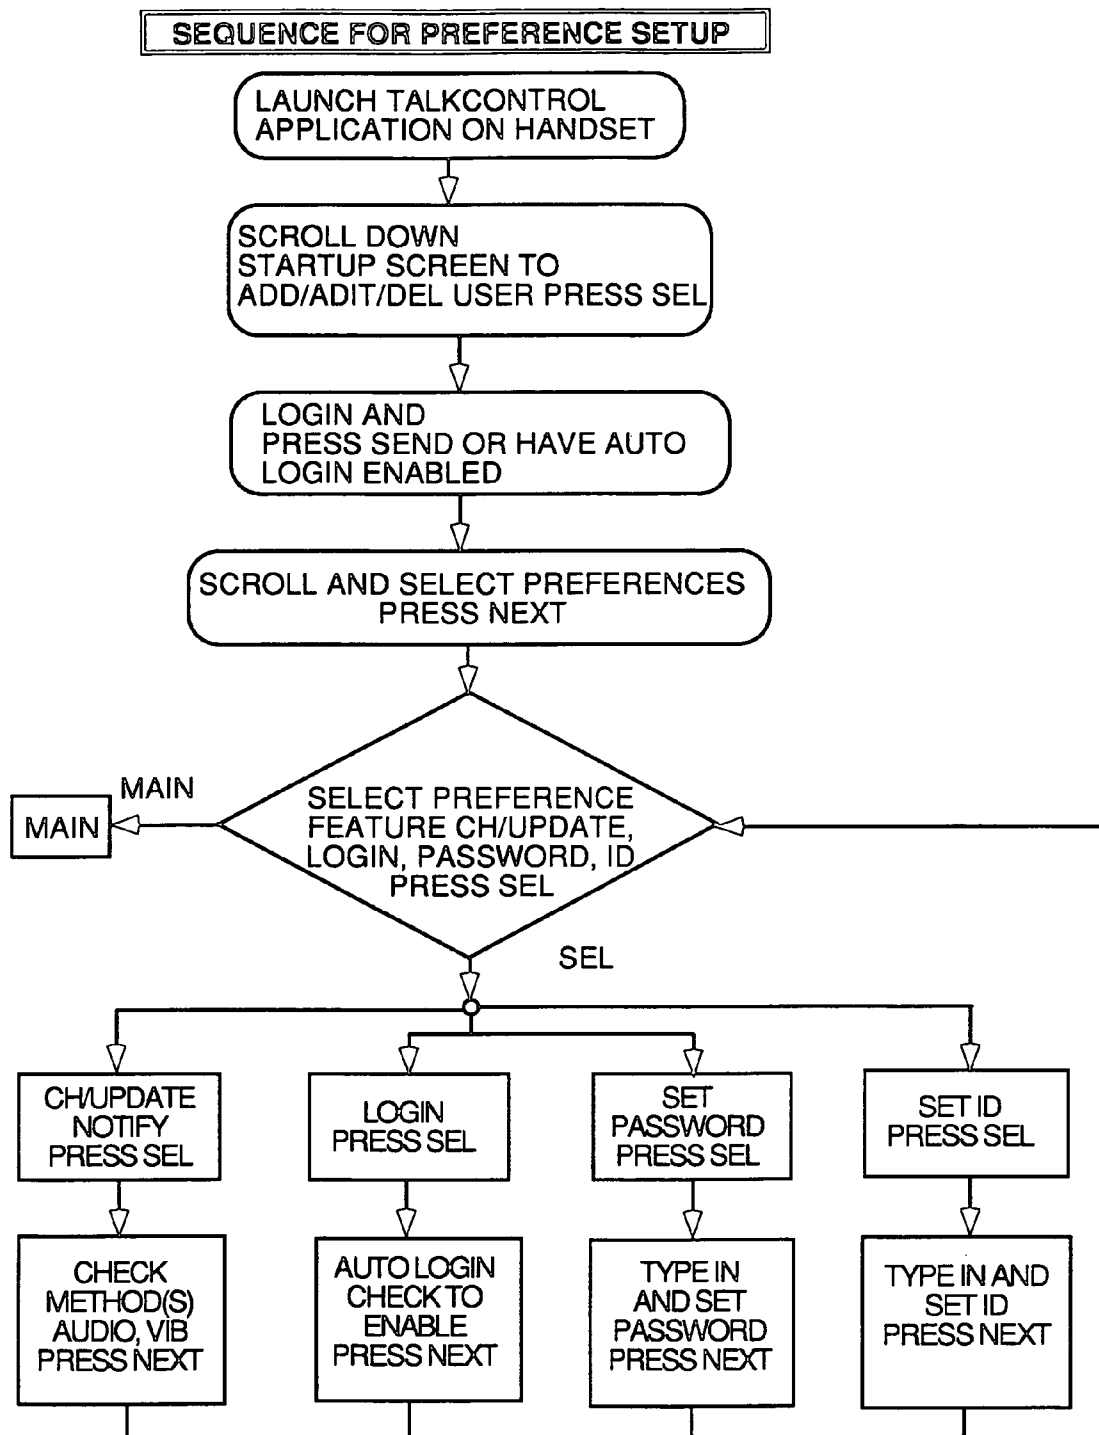 SEQUENCE FOR PREFERENCE SETUP
LAUNCH TALKCONTROL
APPLICATION ON HANDSET
SCROLL DOWN
STARTUP SCREEN TO
ADD/ADIT/DEL USER PRESS SEL
LOGIN AND
PRESS SEND OR HAVE AUTO
LOGIN ENABLED
SCROLL AND SELECT PREFERENCES
PRESS NEXT
MAIN
MAIN
SELECT PREFERENCE
FEATURE CH/UPDATE,
LOGIN, PASSWORD, ID
PRESS SEL
SEL
CH/UPDATE
NOTIFY
PRESS SEL
LOGIN
PRESS SEL
SET
PASSWORD
PRESS SEL
SET ID
PRESS SEL
CHECK
METHOD(S)
AUDIO, VIB
PRESS NEXT
AUTO LOGIN
CHECK TO
ENABLE
PRESS NEXT
TYPE IN
AND SET
PASSWORD
PRESS NEXT
TYPE IN AND
SET ID
PRESS NEXT